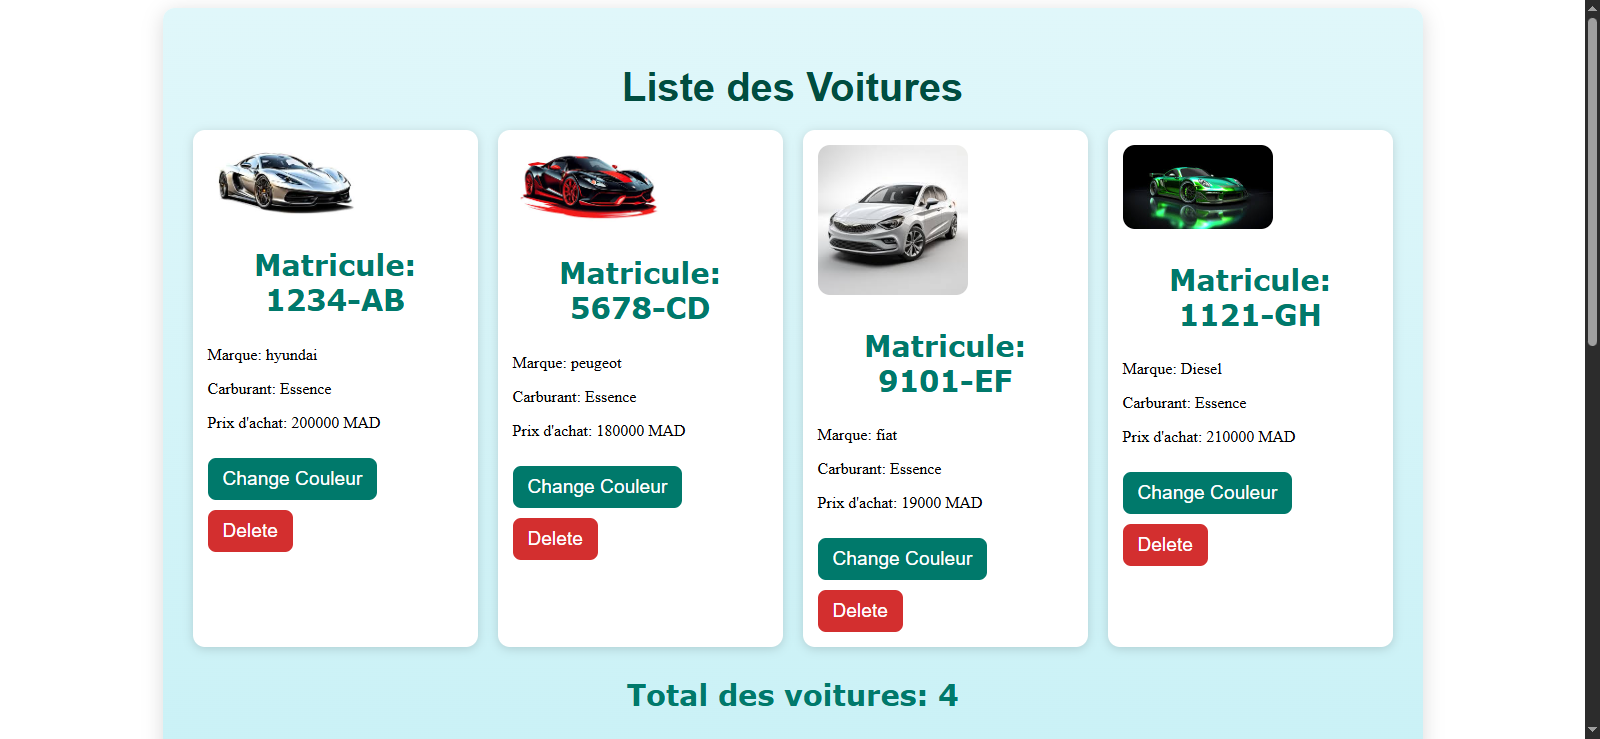 Liste des Voitures
Matricule:
1234-AB
Marque: hyundai
Carburant: Essence
Prix d'achat: 200000 MAD
Change Couleur
Delete
Matricule:
5678-CD
Marque: peugeot
Carburant: Essence
Prix d'achat: 180000 MAD
Change Couleur
Delete
Matricule:
9101-EF
Marque: fiat
Carburant: Essence
Prix d'achat: 19000 MAD
Change Couleur
Delete
Matricule:
1121-GH
Marque: Diesel
Carburant: Essence
Prix d'achat: 210000 MAD
Change Couleur
Delete
Total des voitures: 4